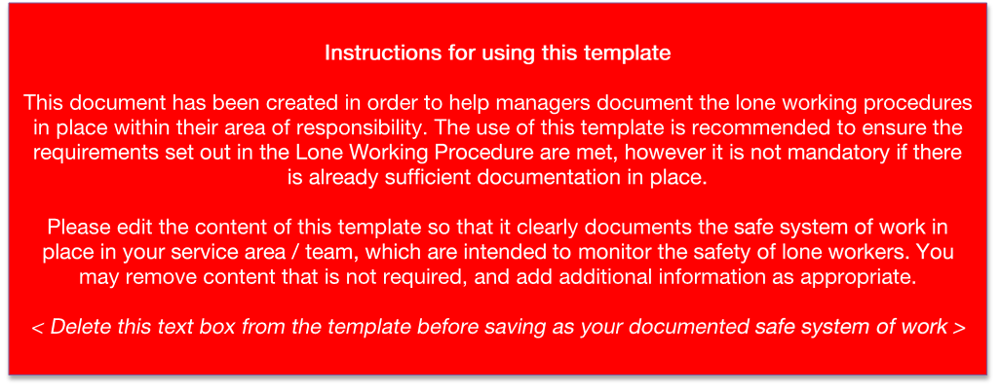 Instructions for using this template
This document has been created in order to help managers document the lone working procedures
in place within their area of responsibility. The use of this template is recommended to ensure the
requirements set out in the Lone Working Procedure are met, however it is not mandatory if there
is already sufficient documentation in place.
Please edit the content of this template so that it clearly documents the safe system of work in
place in your service area / team, which are intended to monitor the safety of lone workers. You
may remove content that is not required, and add additional information as appropriate.
< Delete this text box from the template before saving as your documented safe system of work >